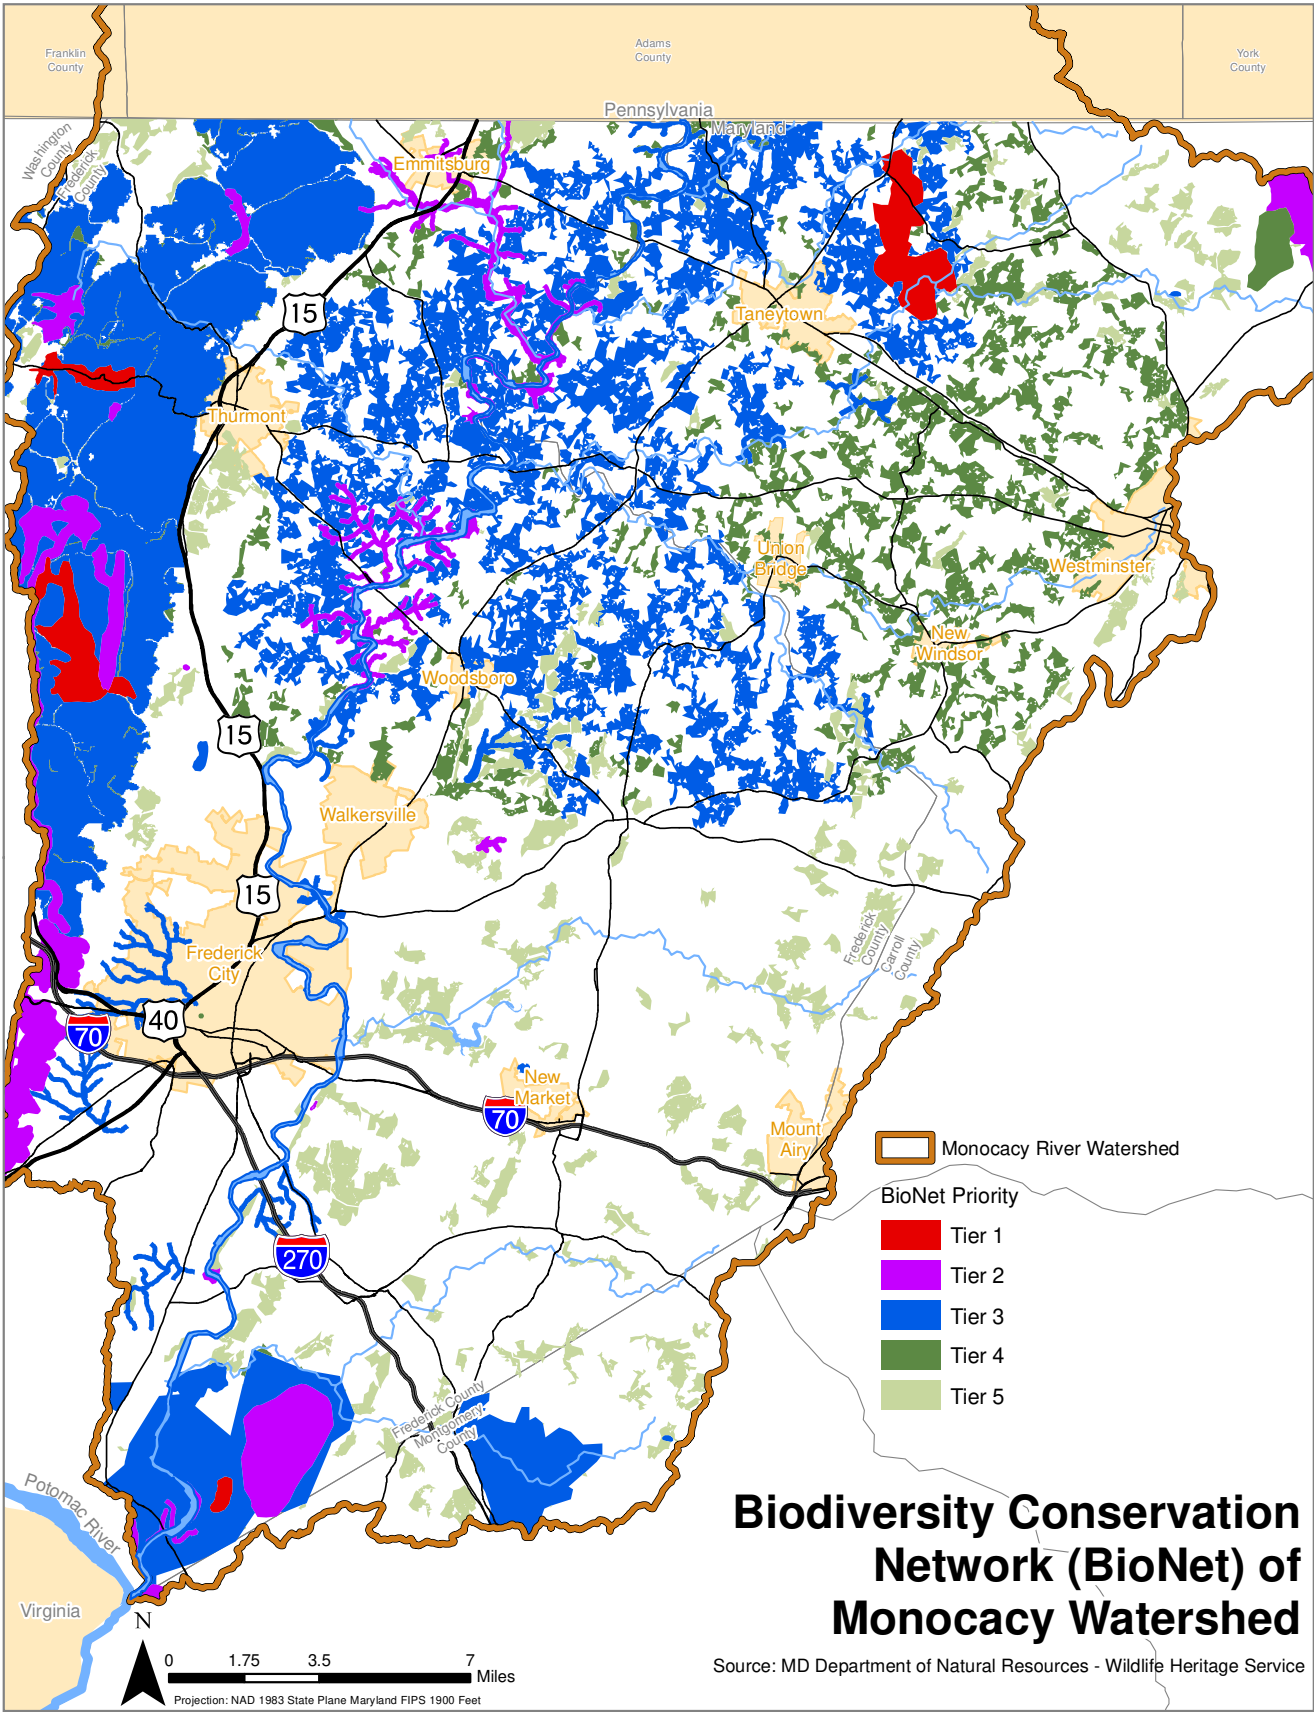 Franklin
County
Adams
County
York
County
Pennsylvania
Maryland
Washington
County
Frederick
County
Emmitsburg
15
Taneytown
Thurmont
Union
Bridge
Westminster
New
Windsor
Woodsboro
15
Walkersville
15
Frederick
City
Frederick
County
Carroll
County
40
70
New
Market
70
Mount
Airy
Monocacy River Watershed
BioNet Priority
Tier 1
Tier 2
Tier 3
Tier 4
Tier 5
270
Frederick County
Montgomery
County
Potomac River
Virginia
Biodiversity Conservation
Network (BioNet) of
Monocacy Watershed
Source: MD Department of Natural Resources - Wildlife Heritage Service
N
0 1.75 3.5 7
Miles
Projection: NAD 1983 State Plane Maryland FIPS 1900 Feet